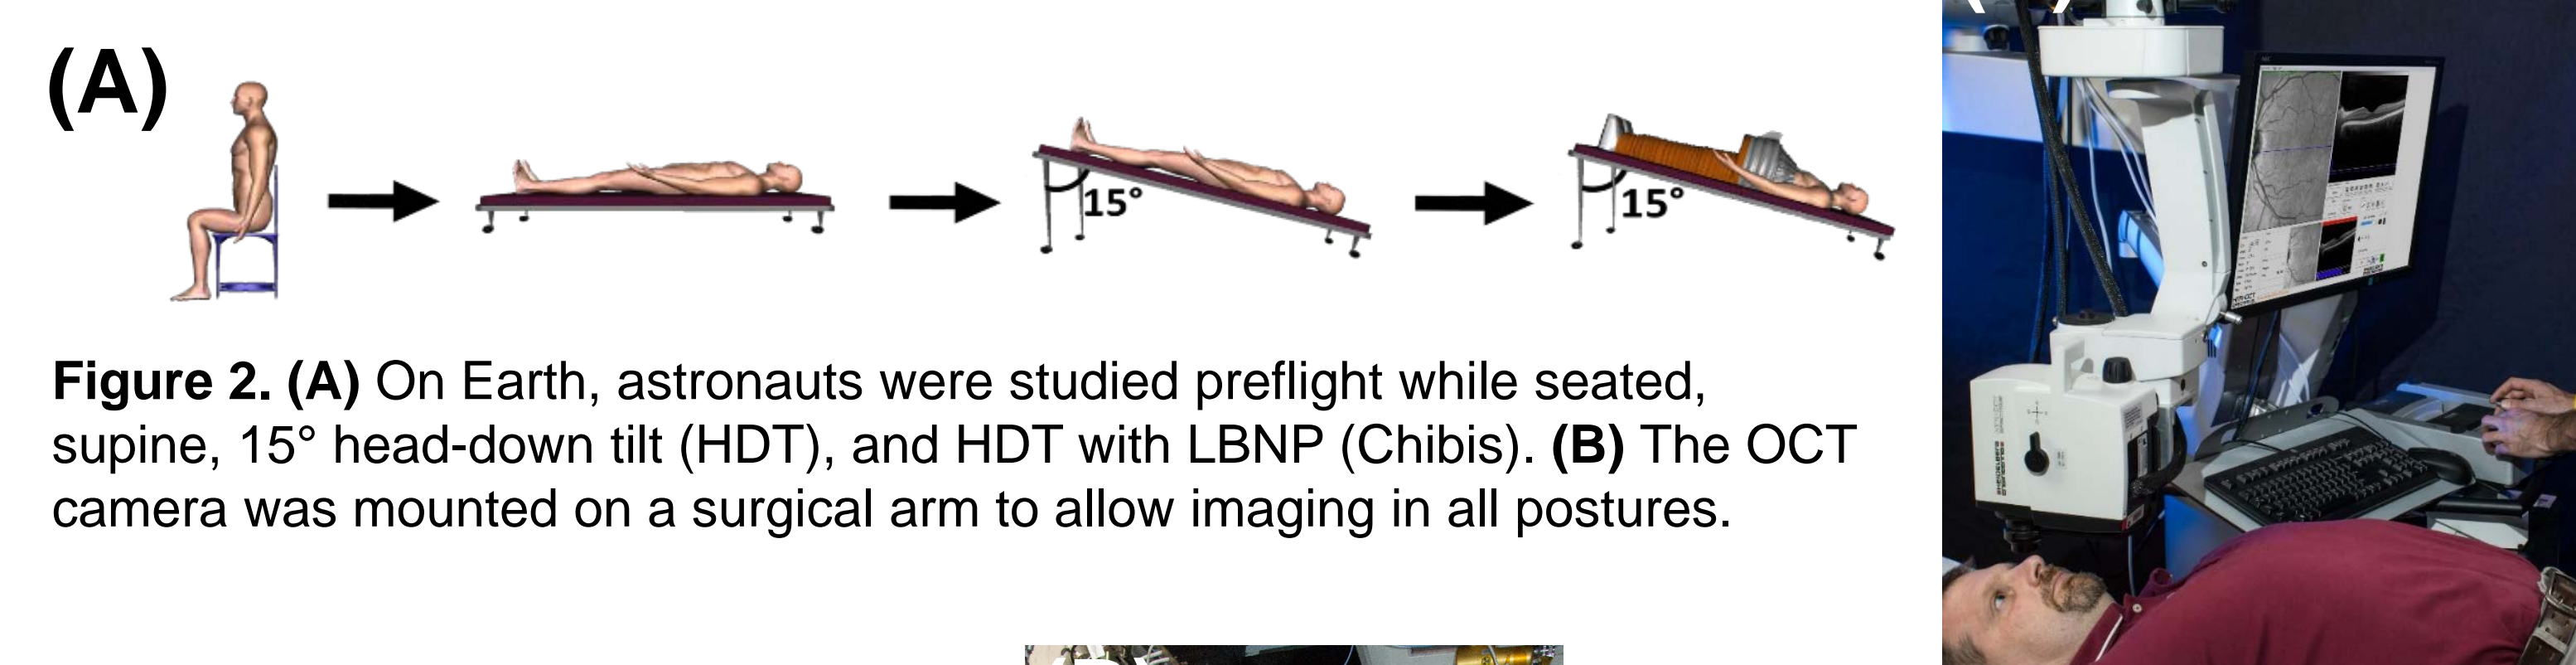 (A)
15°
15°
Figure 2. (A) On Earth, astronauts were studied preflight while seated,
supine, 15° head-down tilt (HDT), and HDT with LBNP (Chibis). (B) The OCT
camera was mounted on a surgical arm to allow imaging in all postures.